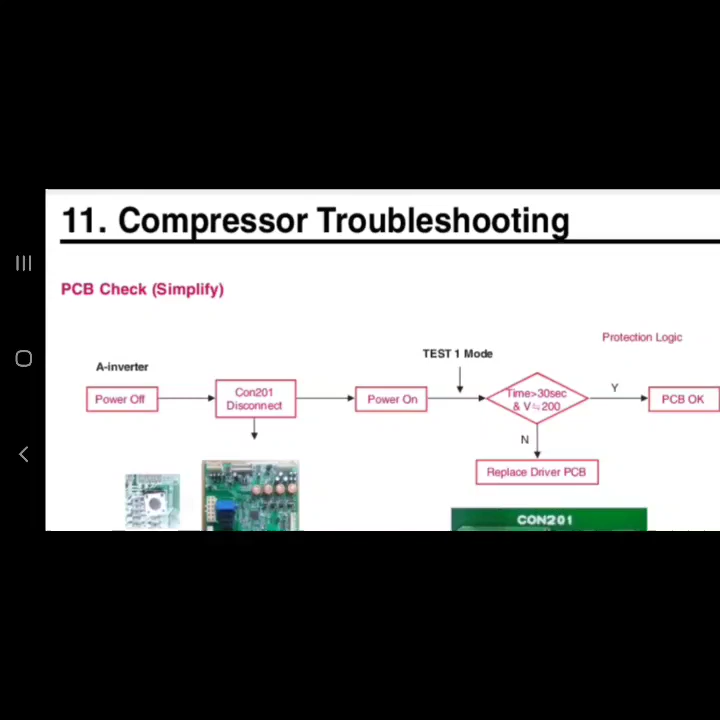 11. Compressor Troubleshooting
PCB Check (Simplify)
Protection Logic
TEST 1 Mode
A-inverter
Power Off
Con201
Disconnect
Power On
Time>30sec
& V≒200
Y
PCB OK
N
Replace Driver PCB
CON201